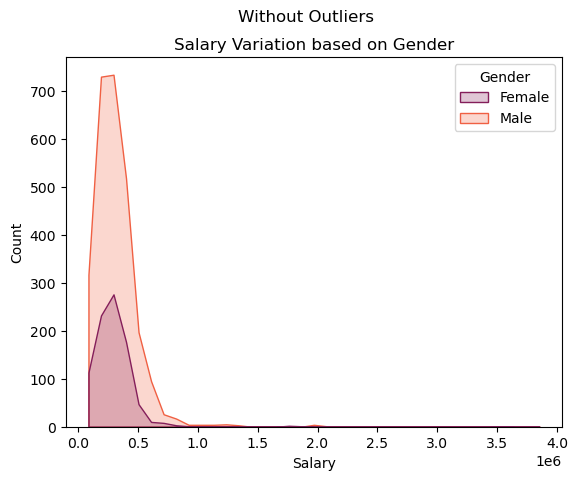 Without Outliers
Salary Variation based on Gender
Gender
Female
Male
700
600
500
400
300
200
100
0
Count
0.0 0.5 1.0 1.5 2.0 2.5 3.0 3.5 4.0
1e6
Salary